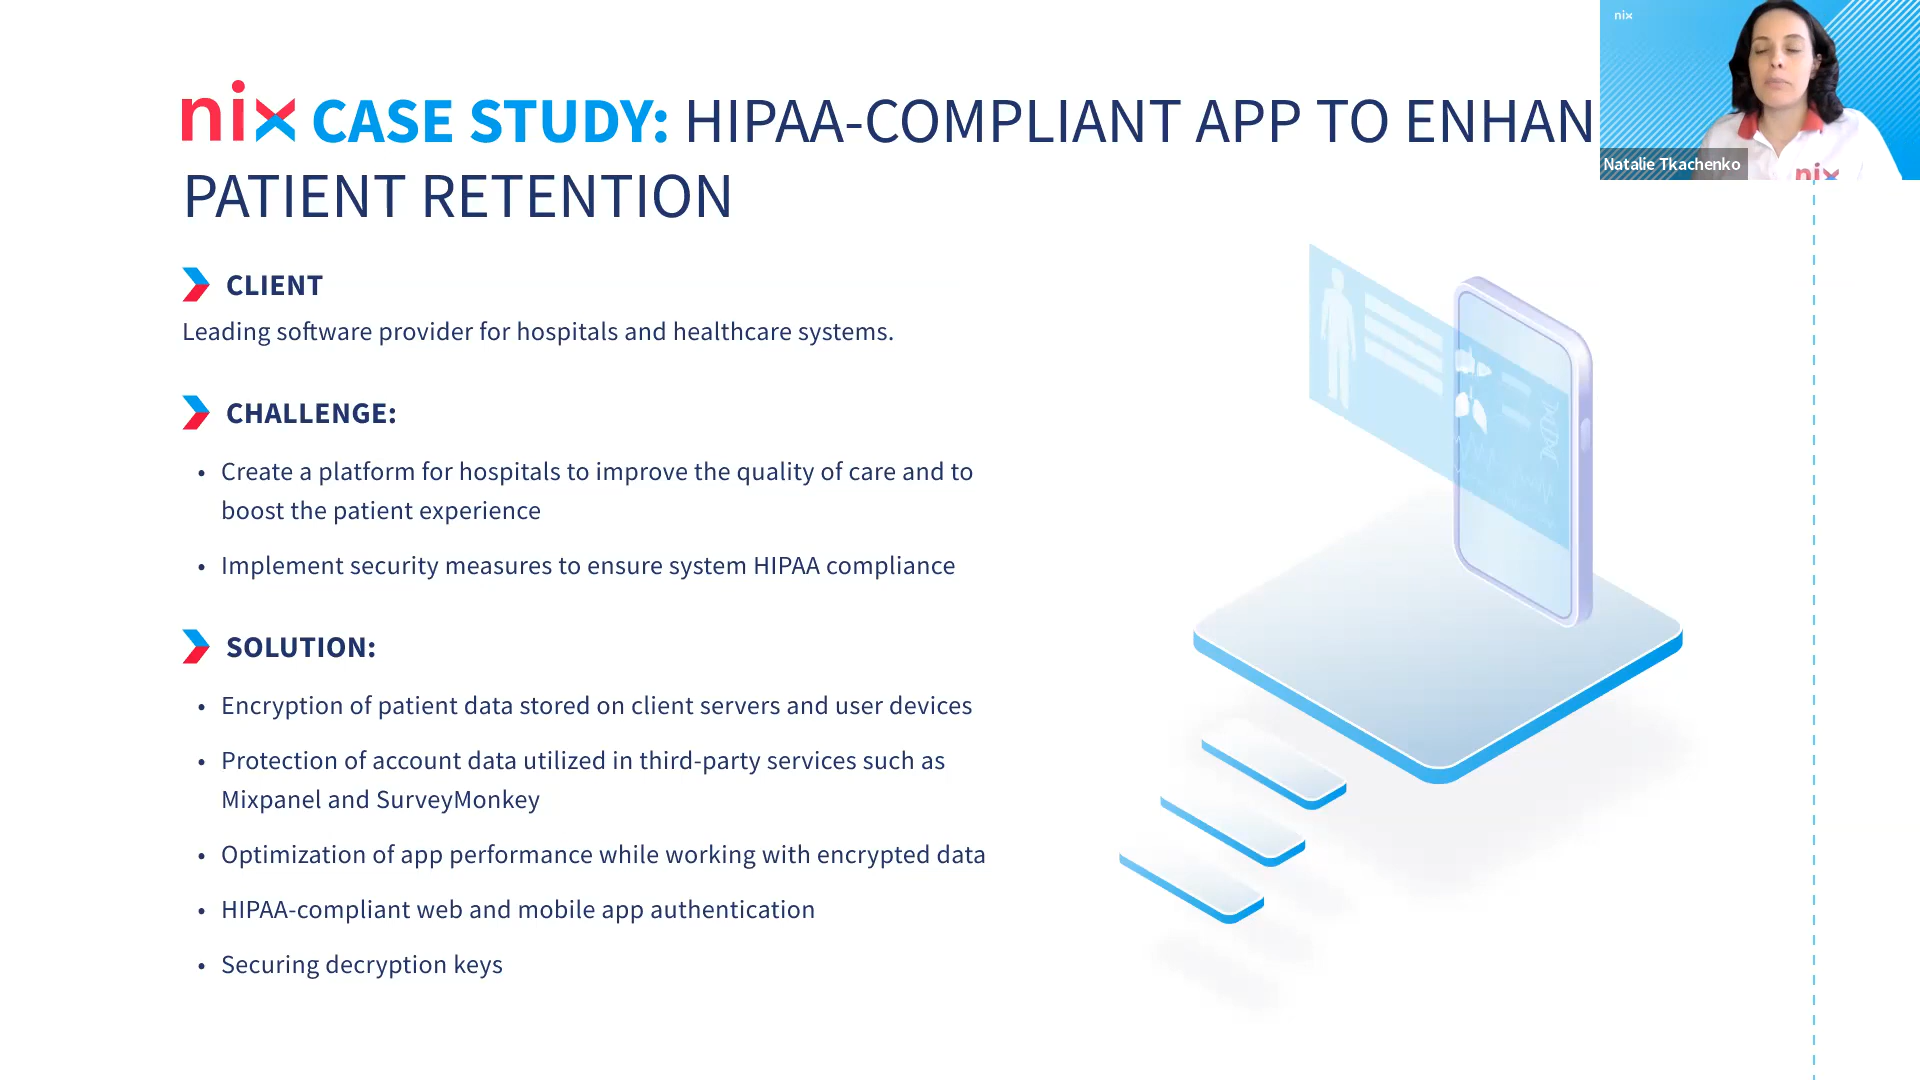 nix CASE STUDY: HIPAA-COMPLIANT APP TO ENHAN
PATIENT RETENTION
nix
Natalie Tkachenko
nix
CLIENT
Leading software provider for hospitals and healthcare systems.
CHALLENGE:
• Create a platform for hospitals to improve the quality of care and to
boost the patient experience
• Implement security measures to ensure system HIPAA compliance
SOLUTION:
• Encryption of patient data stored on client servers and user devices
• Protection of account data utilized in third-party services such as
Mixpanel and SurveyMonkey
• Optimization of app performance while working with encrypted data
• HIPAA-compliant web and mobile app authentication
• Securing decryption keys